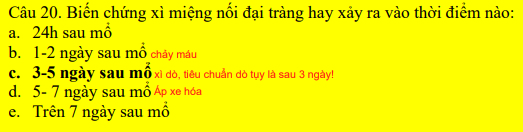 Câu 20. Biến chứng xì miệng nối đại tràng hay xảy ra vào thời điểm nào:
a. 24h sau mổ
b. 1-2 ngày sau mổ chảy máu
c. 3-5 ngày sau mổ xì dò, tiêu chuẩn dò tụy là sau 3 ngày!
d. 5- 7 ngày sau mổ Áp xe hóa
e. Trên 7 ngày sau mổ